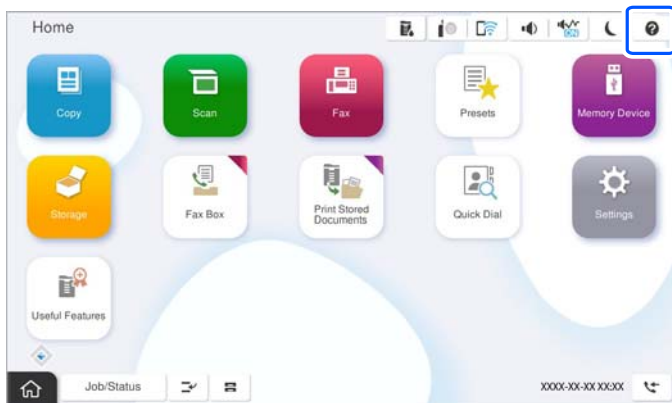 Home
ON
Copy
Scan
Fax
Presets
Memory Device
Storage
Fax Box
Print Stored
Documents
Quick Dial
Settings
Useful Features
Job/Status
XXXX-XX-XX XX:XX